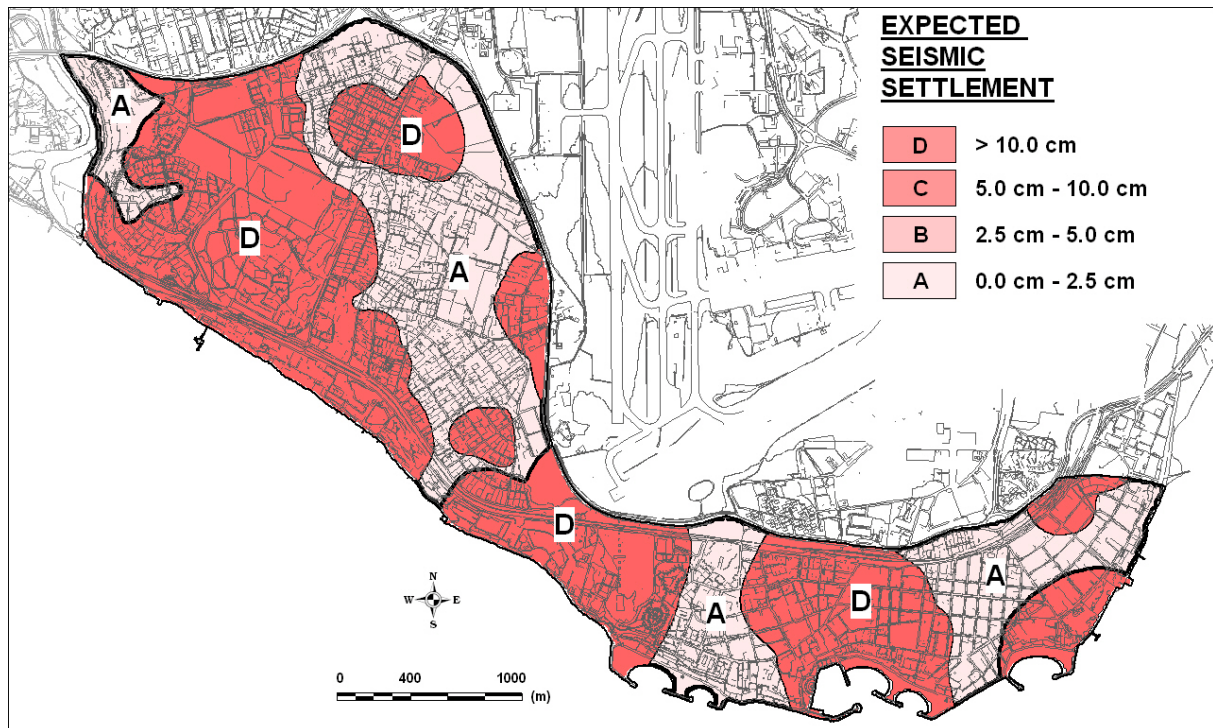 EXPECTED
SEISMIC
SETTLEMENT
D > 10.0 cm
C 5.0 cm - 10.0 cm
B 2.5 cm - 5.0 cm
A 0.0 cm - 2.5 cm
A
D
D
A
D
A
D
A
N
W E
S
0 400 1000
(m)